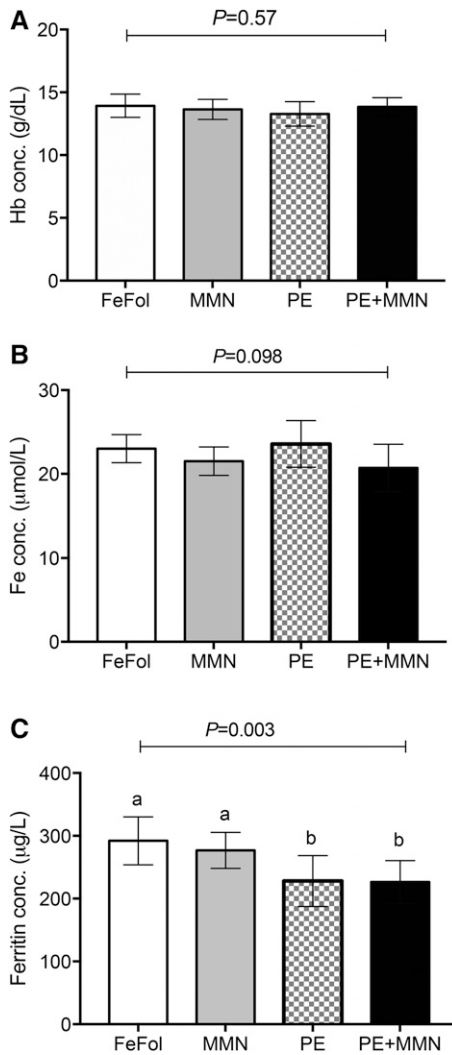 A
P=0.57
Hb conc. (g/dL)
20
15
10
5
0
FeFol MMN PE PE+MMN
B
P=0.098
Fe conc. (µmol/L)
30
20
10
0
FeFol MMN PE PE+MMN
C
P=0.003
Ferritin conc. (µg/L)
400
300
200
100
0
a a b b
FeFol MMN PE PE+MMN